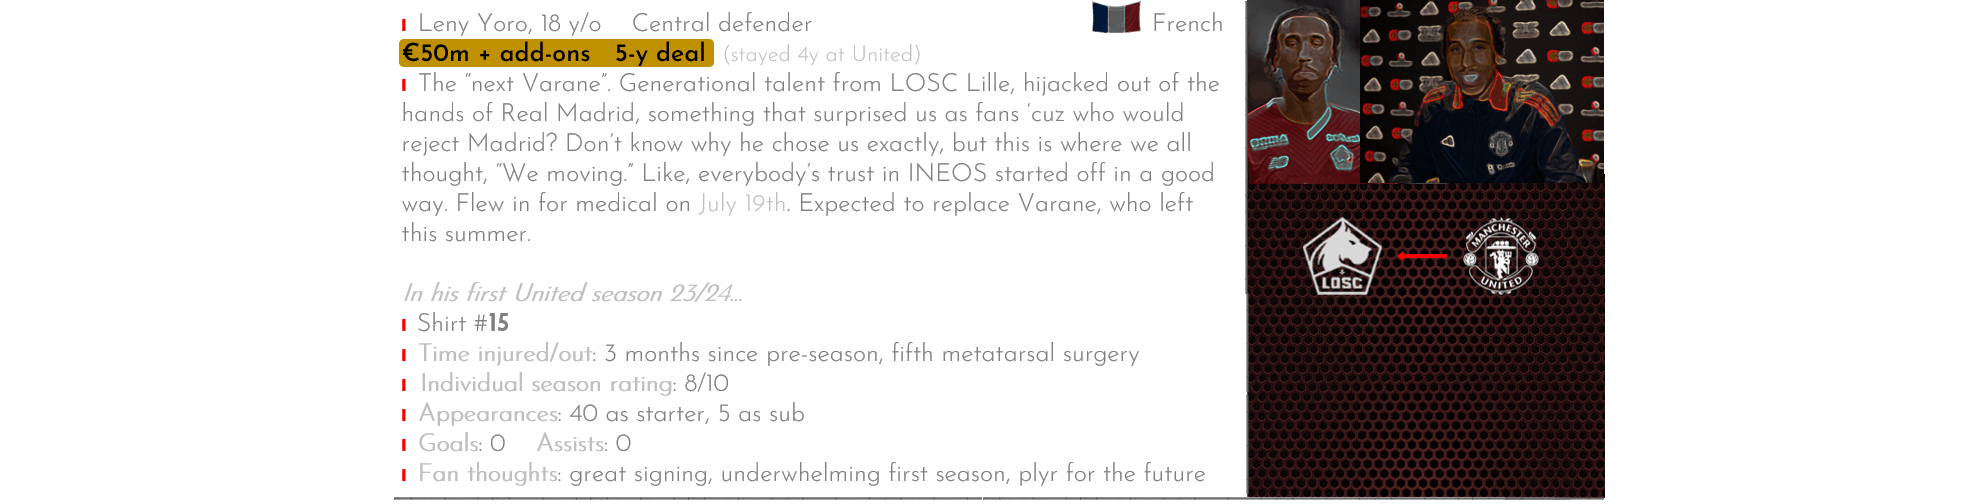 Leny Yoro, 18 y/o Central defender French
€50m + add-ons 5-y deal (stayed 4y at United)
The “next Varane”. Generational talent from LOSC Lille, hijacked out of the
hands of Real Madrid, something that surprised us as fans ’cuz who would
reject Madrid? Don’t know why he chose us exactly, but this is where we all
thought, “We moving.” Like, everybody’s trust in INEOS started off in a good
way. Flew in for medical on July 19th. Expected to replace Varane, who left
this summer.
In his first United season 23/24...
Shirt #15
Time injured/out: 3 months since pre-season, fifth metatarsal surgery
Individual season rating: 8/10
Appearances: 40 as starter, 5 as sub
Goals: 0 Assists: 0
Fan thoughts: great signing, underwhelming first season, plyr for the future
LOSC
MANCHESTER
UNITED